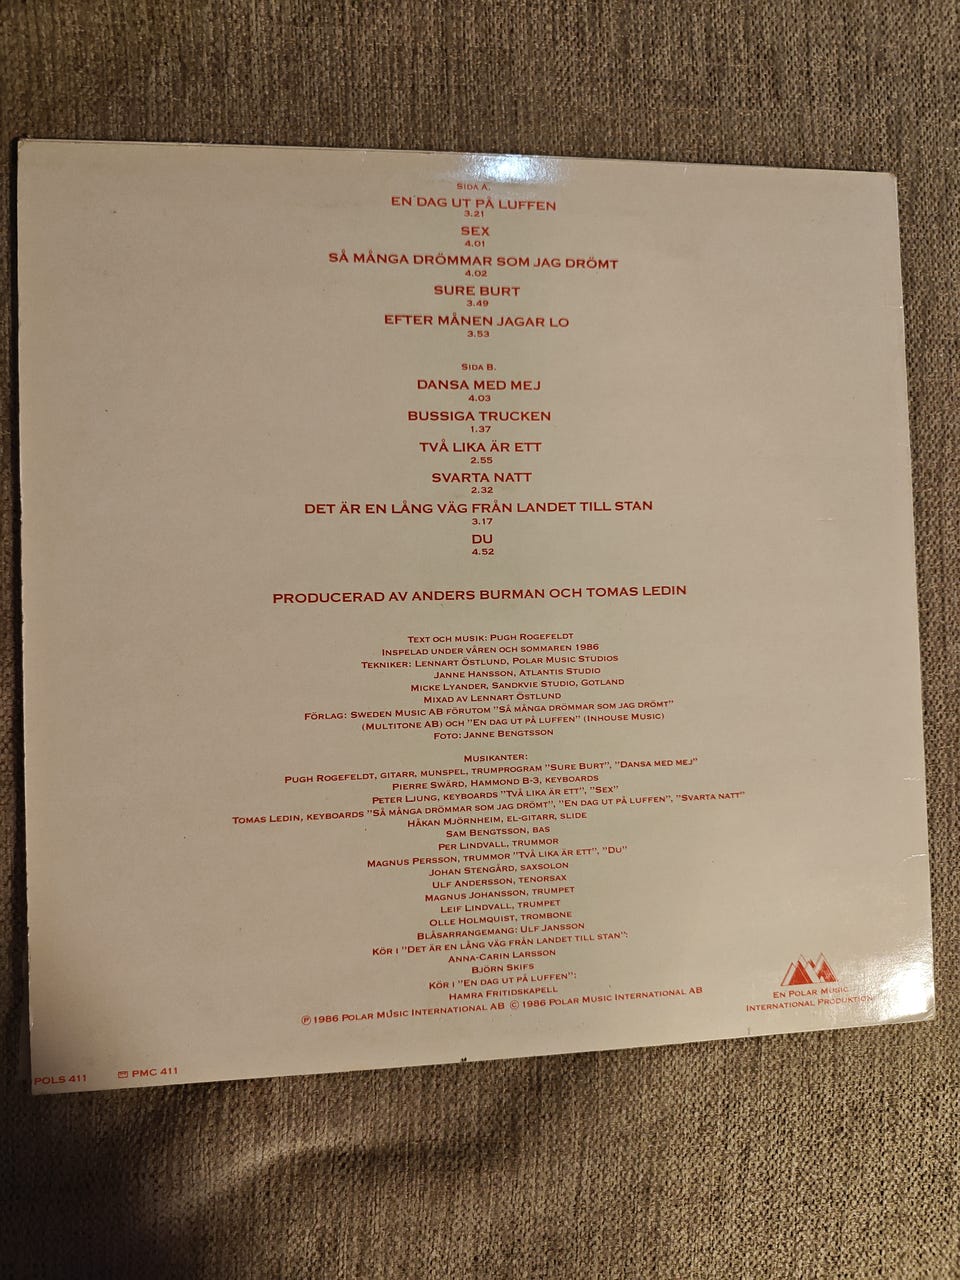 SIDA A.
EN DAG UT PÅ LUFFEN
3.21
SEX
4.01
SÅ MÅNGA DRÖMMAR SOM JAG DRÖMT
4.02
SURE BURT
3.49
EFTER MÅNEN JAGAR LO
3.53
SIDA B.
DANSA MED MEJ
4.03
BUSSIGA TRUCKEN
1.37
TVÅ LIKA ÄR ETT
2.55
SVARTA NATT
2.32
DET ÄR EN LÅNG VÄG FRÅN LANDET TILL STAN
3.17
DU
4.52
PRODUCERAD AV ANDERS BURMAN OCH TOMAS LEDIN
TEXT OCH MUSIK: PUGH ROGEFELDT
INSPELAD UNDER VÅREN OCH SOMMAREN 1986
TEKNIKER: LENNART ÖSTLUND, POLAR MUSIC STUDIOS
JANNE HANSSON, ATLANTIS STUDIO
MICKE LYANDER, SANDKVIE STUDIO, GOTLAND
MIXAD AV LENNART ÖSTLUND
FÖRLAG: SWEDEN MUSIC AB FÖRUTOM "SÅ MÅNGA DRÖMMAR SOM JAG DRÖMT"
(MULTITONE AB) OCH "EN DAG UT PÅ LUFFEN" (INHOUSE MUSIC)
FOTO: JANNE BENGTSSON
MUSIKANTER:
PUGH ROGEFELDT, GITARR, MUNSPEL, TRUMPROGRAM "SURE BURT", "DANSA MED MEJ"
PIERRE SWÄRD, HAMMOND B-3, KEYBOARDS
PETER LJUNG, KEYBOARDS "TVÅ LIKA ÄR ETT", "SEX"
TOMAS LEDIN, KEYBOARDS "SÅ MÅNGA DRÖMMAR SOM JAG DRÖMT", "EN DAG UT PÅ LUFFEN", "SVARTA NATT"
HÅKAN MJÖRNHEIM, EL-GITARR, SLIDE
SAM BENGTSSON, BAS
PER LINDVALL, TRUMMOR
MAGNUS PERSSON, TRUMMOR "TVÅ LIKA ÄR ETT", "DU"
JOHAN STENGÅRD, SAXSOLON
ULF ANDERSSON, TENORSAX
MAGNUS JOHANSSON, TRUMPET
LEIF LINDVALL, TRUMPET
OLLE HOLMQUIST, TROMBONE
BLÅSARRANGEMANG: ULF JANSSON
KÖR I "DET ÄR EN LÅNG VÄG FRÅN LANDET TILL STAN":
ANNA-CARIN LARSSON
BJÖRN SKIFS
KÖR I "EN DAG UT PÅ LUFFEN":
HAMRA FRITIDSKAPELL
℗ 1986 POLAR MUSIC INTERNATIONAL AB © 1986 POLAR MUSIC INTERNATIONAL AB
EN POLAR MUSIC
INTERNATIONAL PRODUKTION
POLS 411 PMC 411